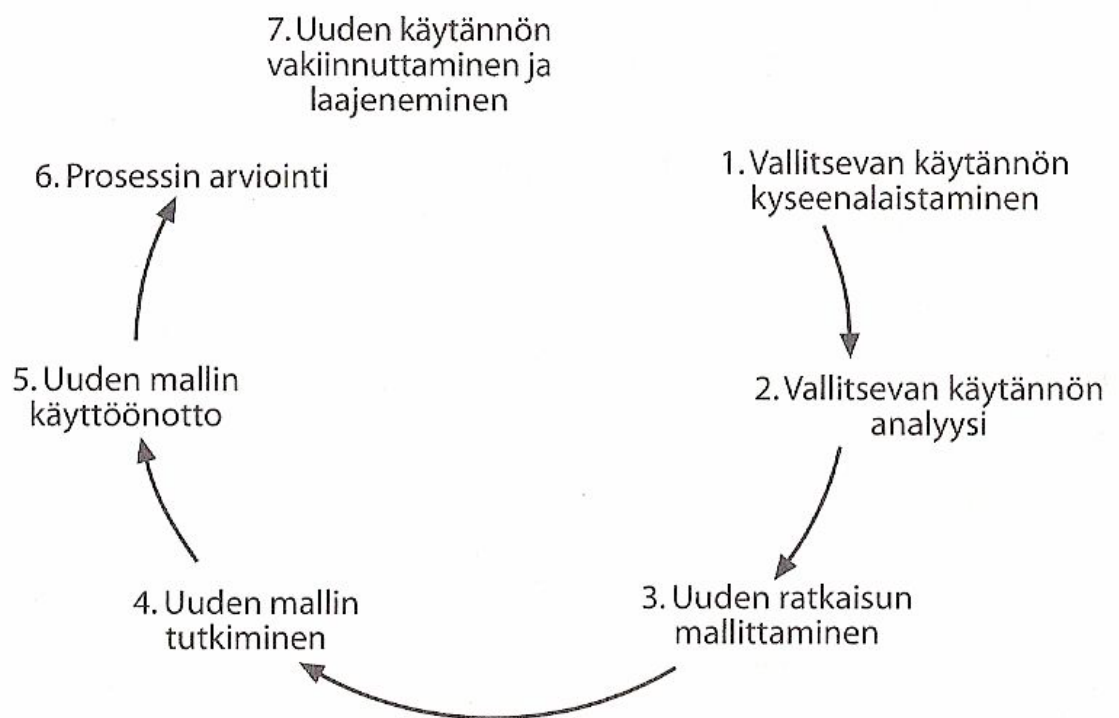 7. Uuden käytännön
vakiinnuttaminen ja
laajeneminen
6. Prosessin arviointi
1. Vallitsevan käytännön
kyseenalaistaminen
5. Uuden mallin
käyttöönotto
2. Vallitsevan käytännön
analyysi
4. Uuden mallin
tutkiminen
3. Uuden ratkaisun
mallittaminen